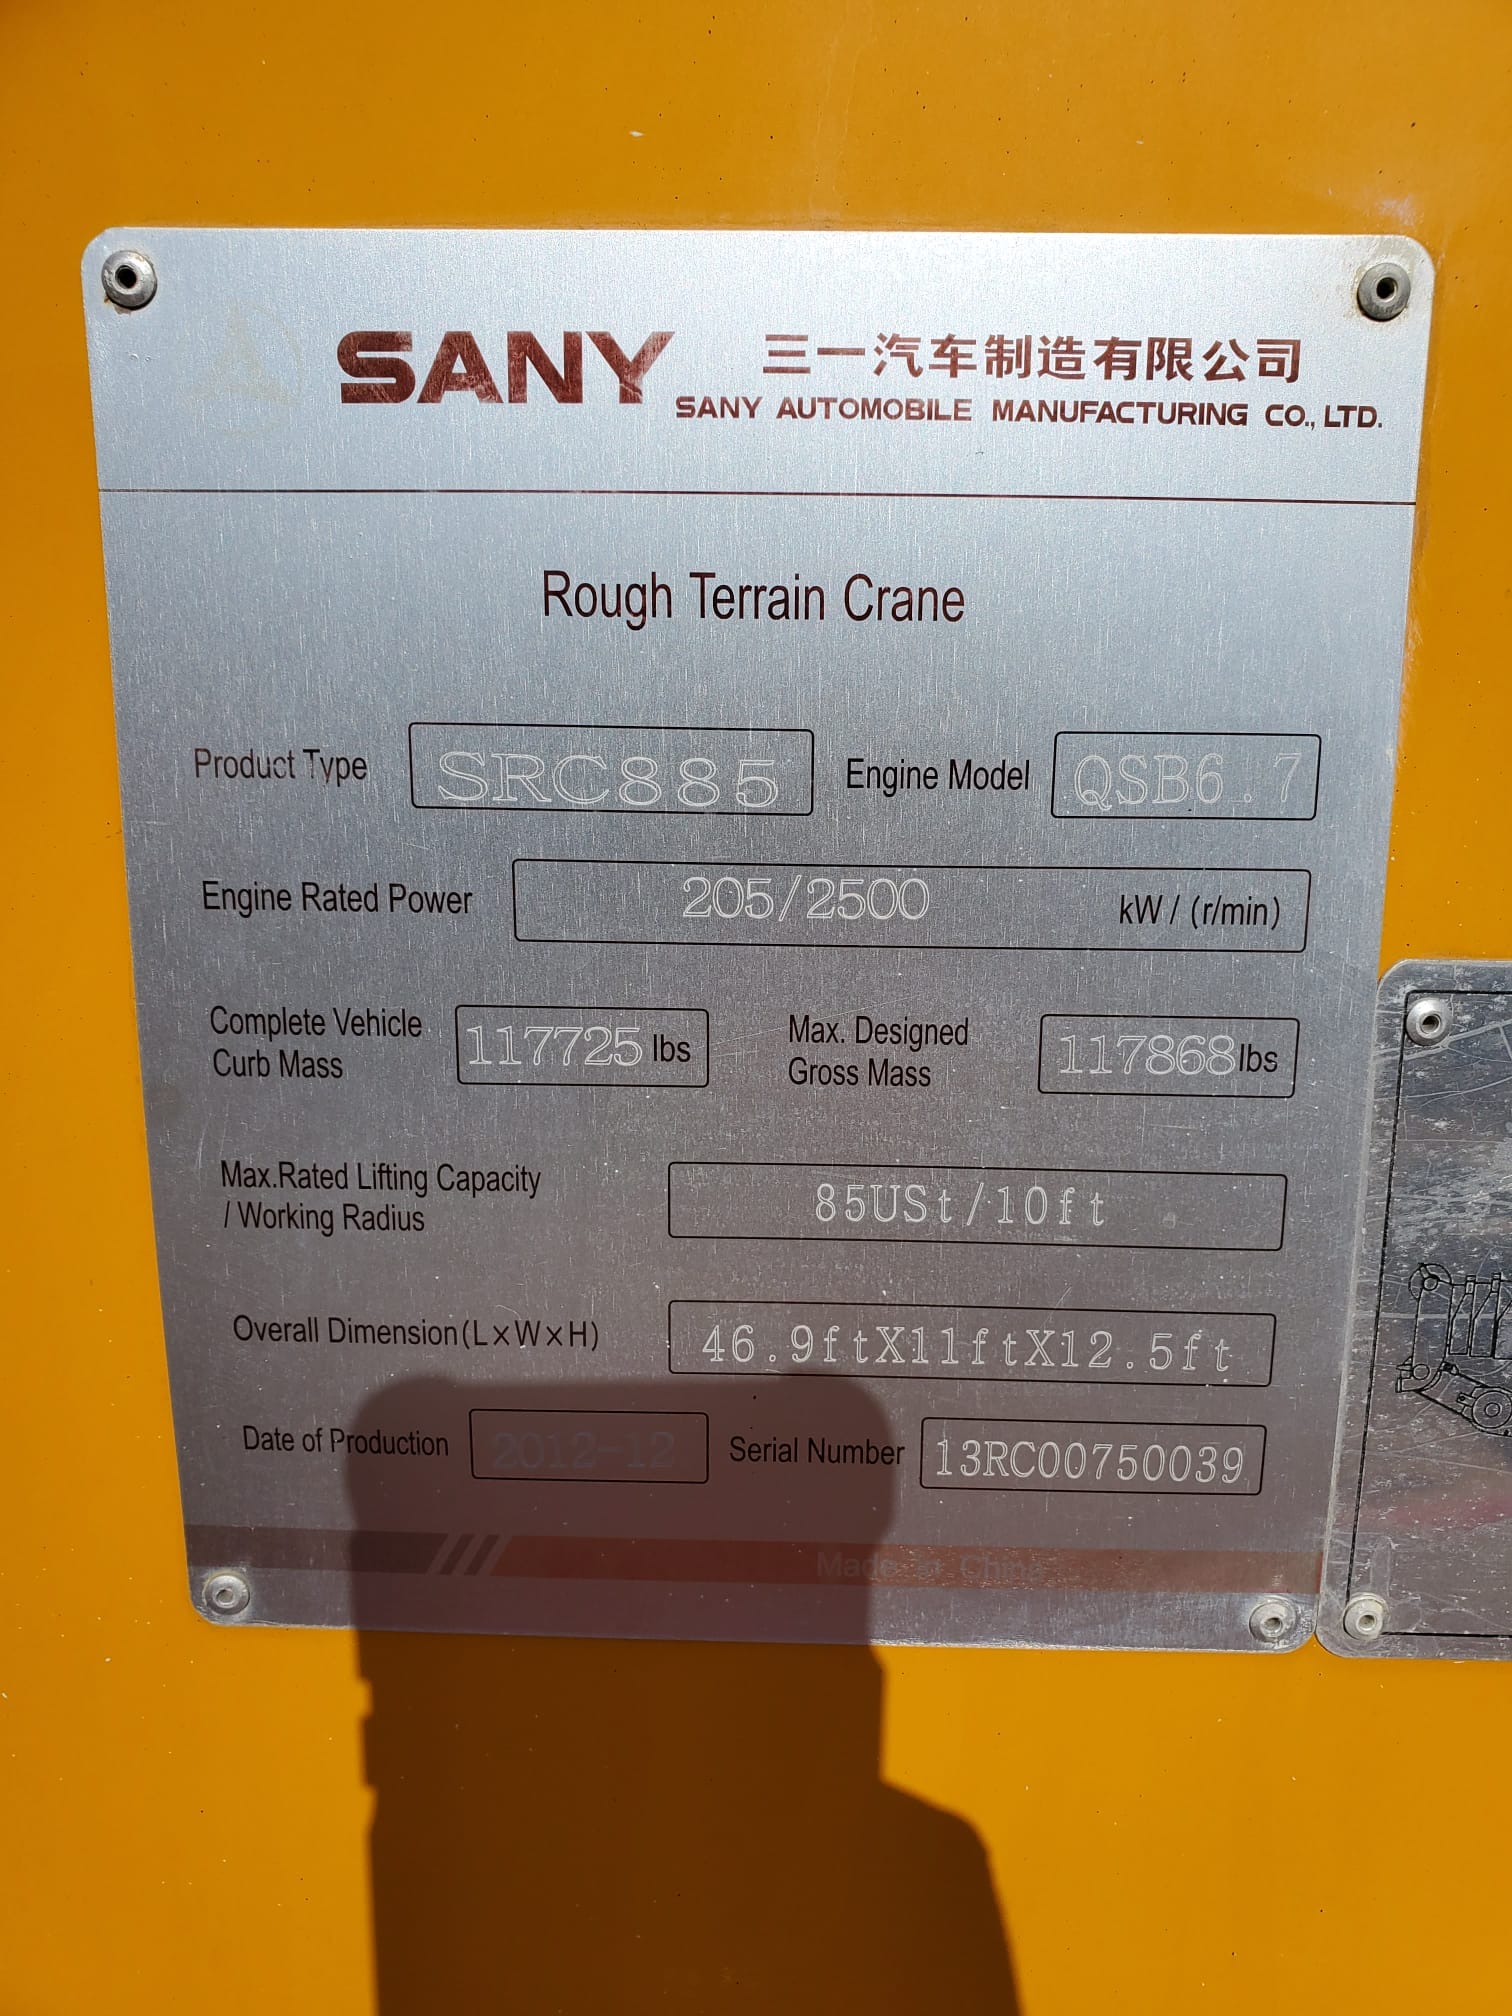 SANY 三一汽车制造有限公司
SANY AUTOMOBILE MANUFACTURING CO., LTD.
Rough Terrain Crane
Product Type SRC885 Engine Model QSB6.7
Engine Rated Power 205/2500 kW / (r/min)
Complete Vehicle Curb Mass 117725 lbs Max. Designed Gross Mass 117868 lbs
Max.Rated Lifting Capacity
/ Working Radius 85USt/10ft
Overall Dimension(L×W×H) 46.9ftX11ftX12.5ft
Date of Production 2012-12 Serial Number 13RC00750039
Made in China